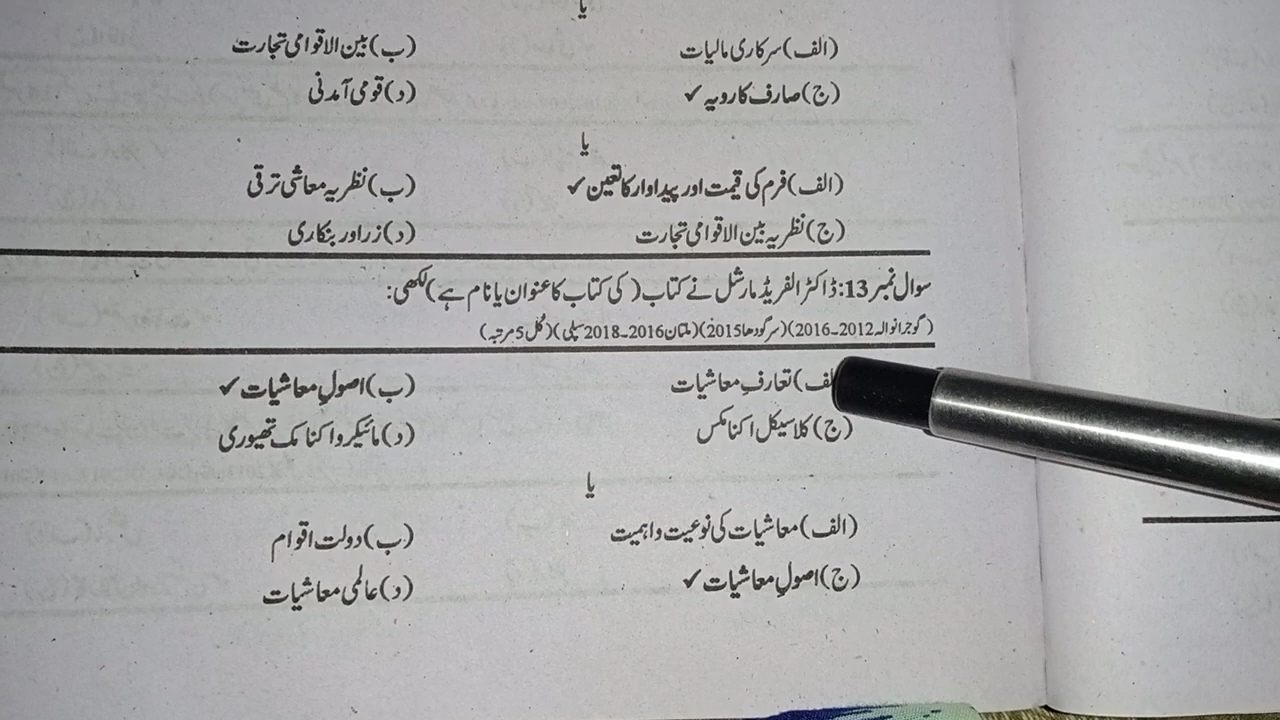 یا
(الف) سرکاری مالیات (ب) بین الاقوامی تجارت
(ج) صارف کا رویہ ✓ (د) قومی آمدنی
یا
(الف) فرم کی قیمت اور پیداوار کا تعین ✓ (ب) نظریہ معاشی ترقی
(ج) نظریہ بین الاقوامی تجارت (د) زر اور بنکاری
سوال نمبر 13: ڈاکٹر الفریڈ مارشل نے کتاب (کی کتاب کا عنوان یا نام ہے) لکھی:
(گوجرانوالہ 2012-2016) (سرگودھا 2015) (ملتان 2016-2018 سپلی) (کُل 5 مرتبہ)
لف) تعارفِ معاشیات (ب) اصولِ معاشیات ✓
(ج) کلاسیکل اکنامکس (د) مائیکرو اکنامک تھیوری
یا
(الف) معاشیات کی نوعیت و اہمیت (ب) دولت اقوام
(ج) اصولِ معاشیات ✓ (د) عالمی معاشیات